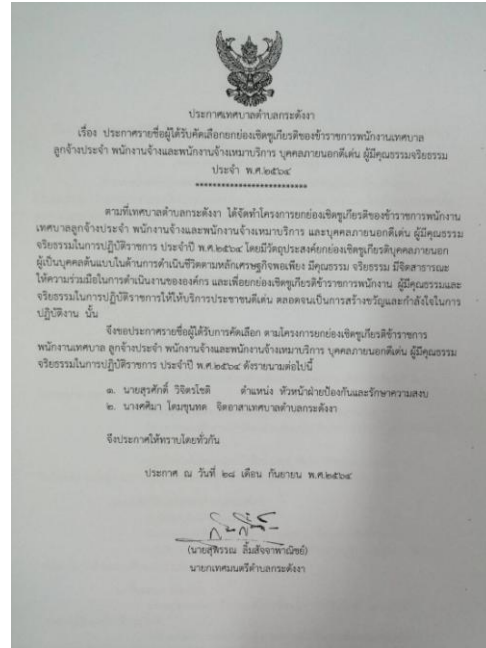 ประกาศเทศบาลตำบลกระดังงา
เรื่อง ประกาศรายชื่อผู้ได้รับคัดเลือกยกย่องเชิดชูเกียรติของข้าราชการพนักงานเทศบาล
ลูกจ้างประจำ พนักงานจ้างและพนักงานจ้างเหมาบริการ บุคคลภายนอกดีเด่น ผู้มีคุณธรรมจริยธรรม
ประจำ พ.ศ.๒๕๖๔
***************************
ตามที่เทศบาลตำบลกระดังงา ได้จัดทำโครงการยกย่องเชิดชูเกียรติของข้าราชการพนักงาน
เทศบาลลูกจ้างประจำ พนักงานจ้างและพนักงานจ้างเหมาบริการ และบุคคลภายนอกดีเด่น ผู้มีคุณธรรม
จริยธรรมในการปฏิบัติราชการ ประจำปี พ.ศ.๒๕๖๔ โดยมีวัตถุประสงค์ยกย่องเชิดชูเกียรติบุคคลภายนอก
ผู้เป็นบุคคลต้นแบบในด้านการดำเนินชีวิตตามหลักเศรษฐกิจพอเพียง มีคุณธรรม จริยธรรม มีจิตสาธารณะ
ให้ความร่วมมือในการดำเนินงานขององค์กร และเพื่อยกย่องเชิดชูเกียรติข้าราชการพนักงาน ผู้มีคุณธรรมและ
จริยธรรมในการปฏิบัติราชการให้ให้บริการประชาชนดีเด่น ตลอดจนเป็นการสร้างขวัญและกำลังใจในการ
ปฏิบัติงาน นั้น
จึงขอประกาศรายชื่อผู้ได้รับการคัดเลือก ตามโครงการยกย่องเชิดชูเกียรติข้าราชการ
พนักงานเทศบาล ลูกจ้างประจำ พนักงานจ้างและพนักงานจ้างเหมาบริการ บุคคลภายนอกดีเด่น ผู้มีคุณธรรม
จริยธรรมในการปฏิบัติราชการ ประจำปี พ.ศ.๒๕๖๔ ดังรายนามต่อไปนี้
๑. นายสุรศักดิ์ วิจิตรโชติ ตำแหน่ง หัวหน้าฝ่ายป้องกันและรักษาความสงบ
๒. นางศศิมา โดมขุนทด จิตอาสาเทศบาลตำบลกระดังงา
จึงประกาศให้ทราบโดยทั่วกัน
ประกาศ ณ วันที่ ๒๘ เดือน กันยายน พ.ศ.๒๕๖๔
(นายสุพิรรณ ลิ้มสัจจาพาณิชย์)
นายกเทศมนตรีตำบลกระดังงา